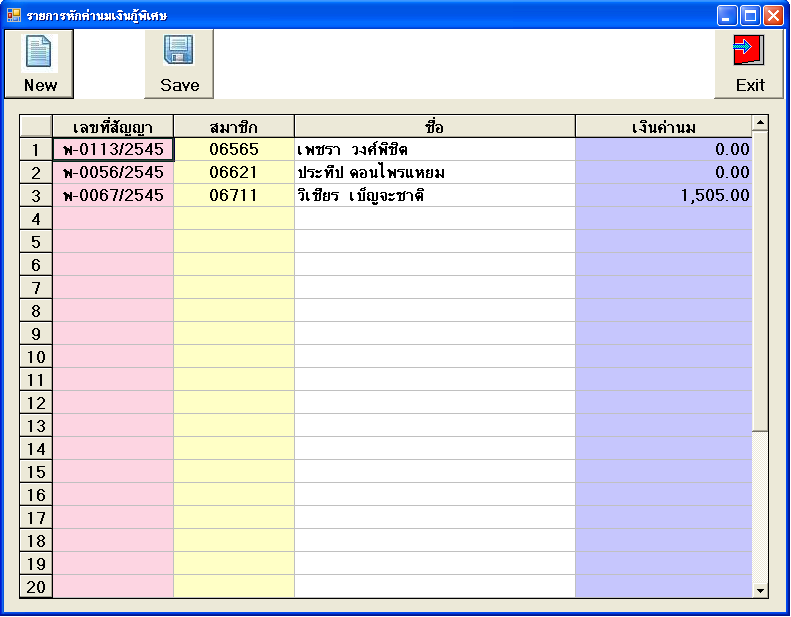 รายการหักค่านมเงินกู้พิเศษ
New Save Exit
เลขที่สัญญา สมาชิก ชื่อ เงินค่านม
1 พ-0113/2545 06565 เพชรา วงศ์พิชิต 0.00
2 พ-0056/2545 06621 ประทีป ดอนไพรแหยม 0.00
3 พ-0067/2545 06711 วิเชียร เบ็ญจะชาติ 1,505.00
4
5
6
7
8
9
10
11
12
13
14
15
16
17
18
19
20